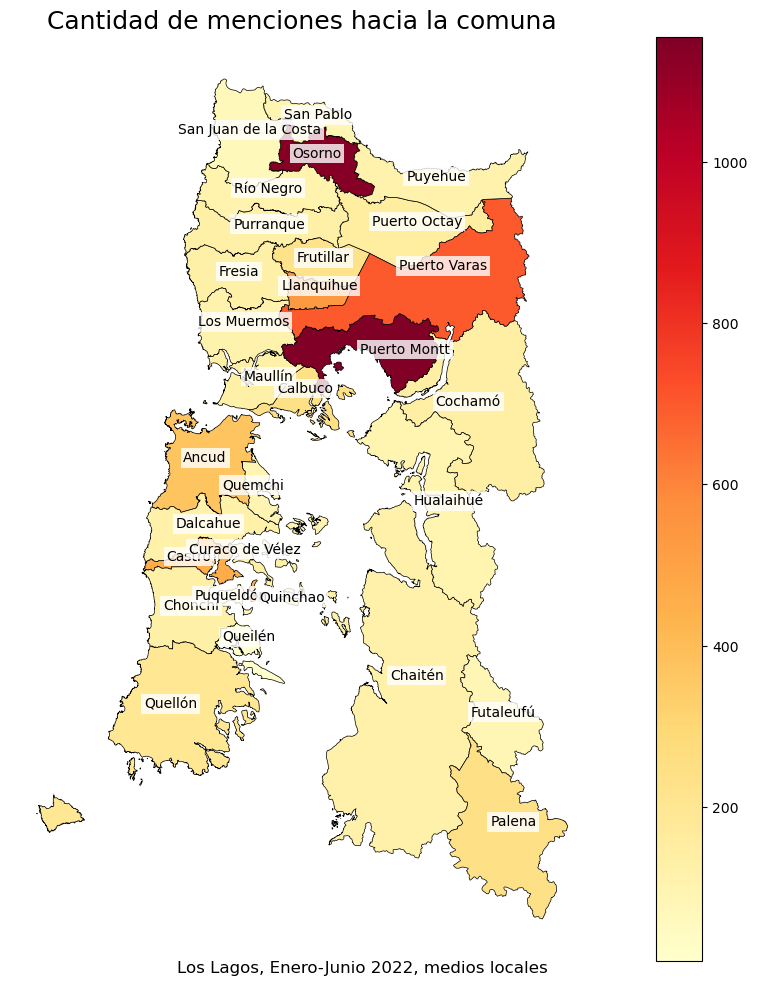 Cantidad de menciones hacia la comuna
San Pablo
San Juan de la Costa
Osorno
Puyehue
Río Negro
Puerto Octay
Purranque
Frutillar
Puerto Varas
Fresia
Llanquihue
Los Muermos
Puerto Montt
Maullín
Calbuco
Cochamó
Ancud
Quemchi
Hualaihué
Dalcahue
Curaco de Vélez
Castro
Puqueldón
Quinchao
Chonchi
Queilén
Chaitén
Quellón
Futaleufú
Palena
1000
800
600
400
200
Los Lagos, Enero-Junio 2022, medios locales